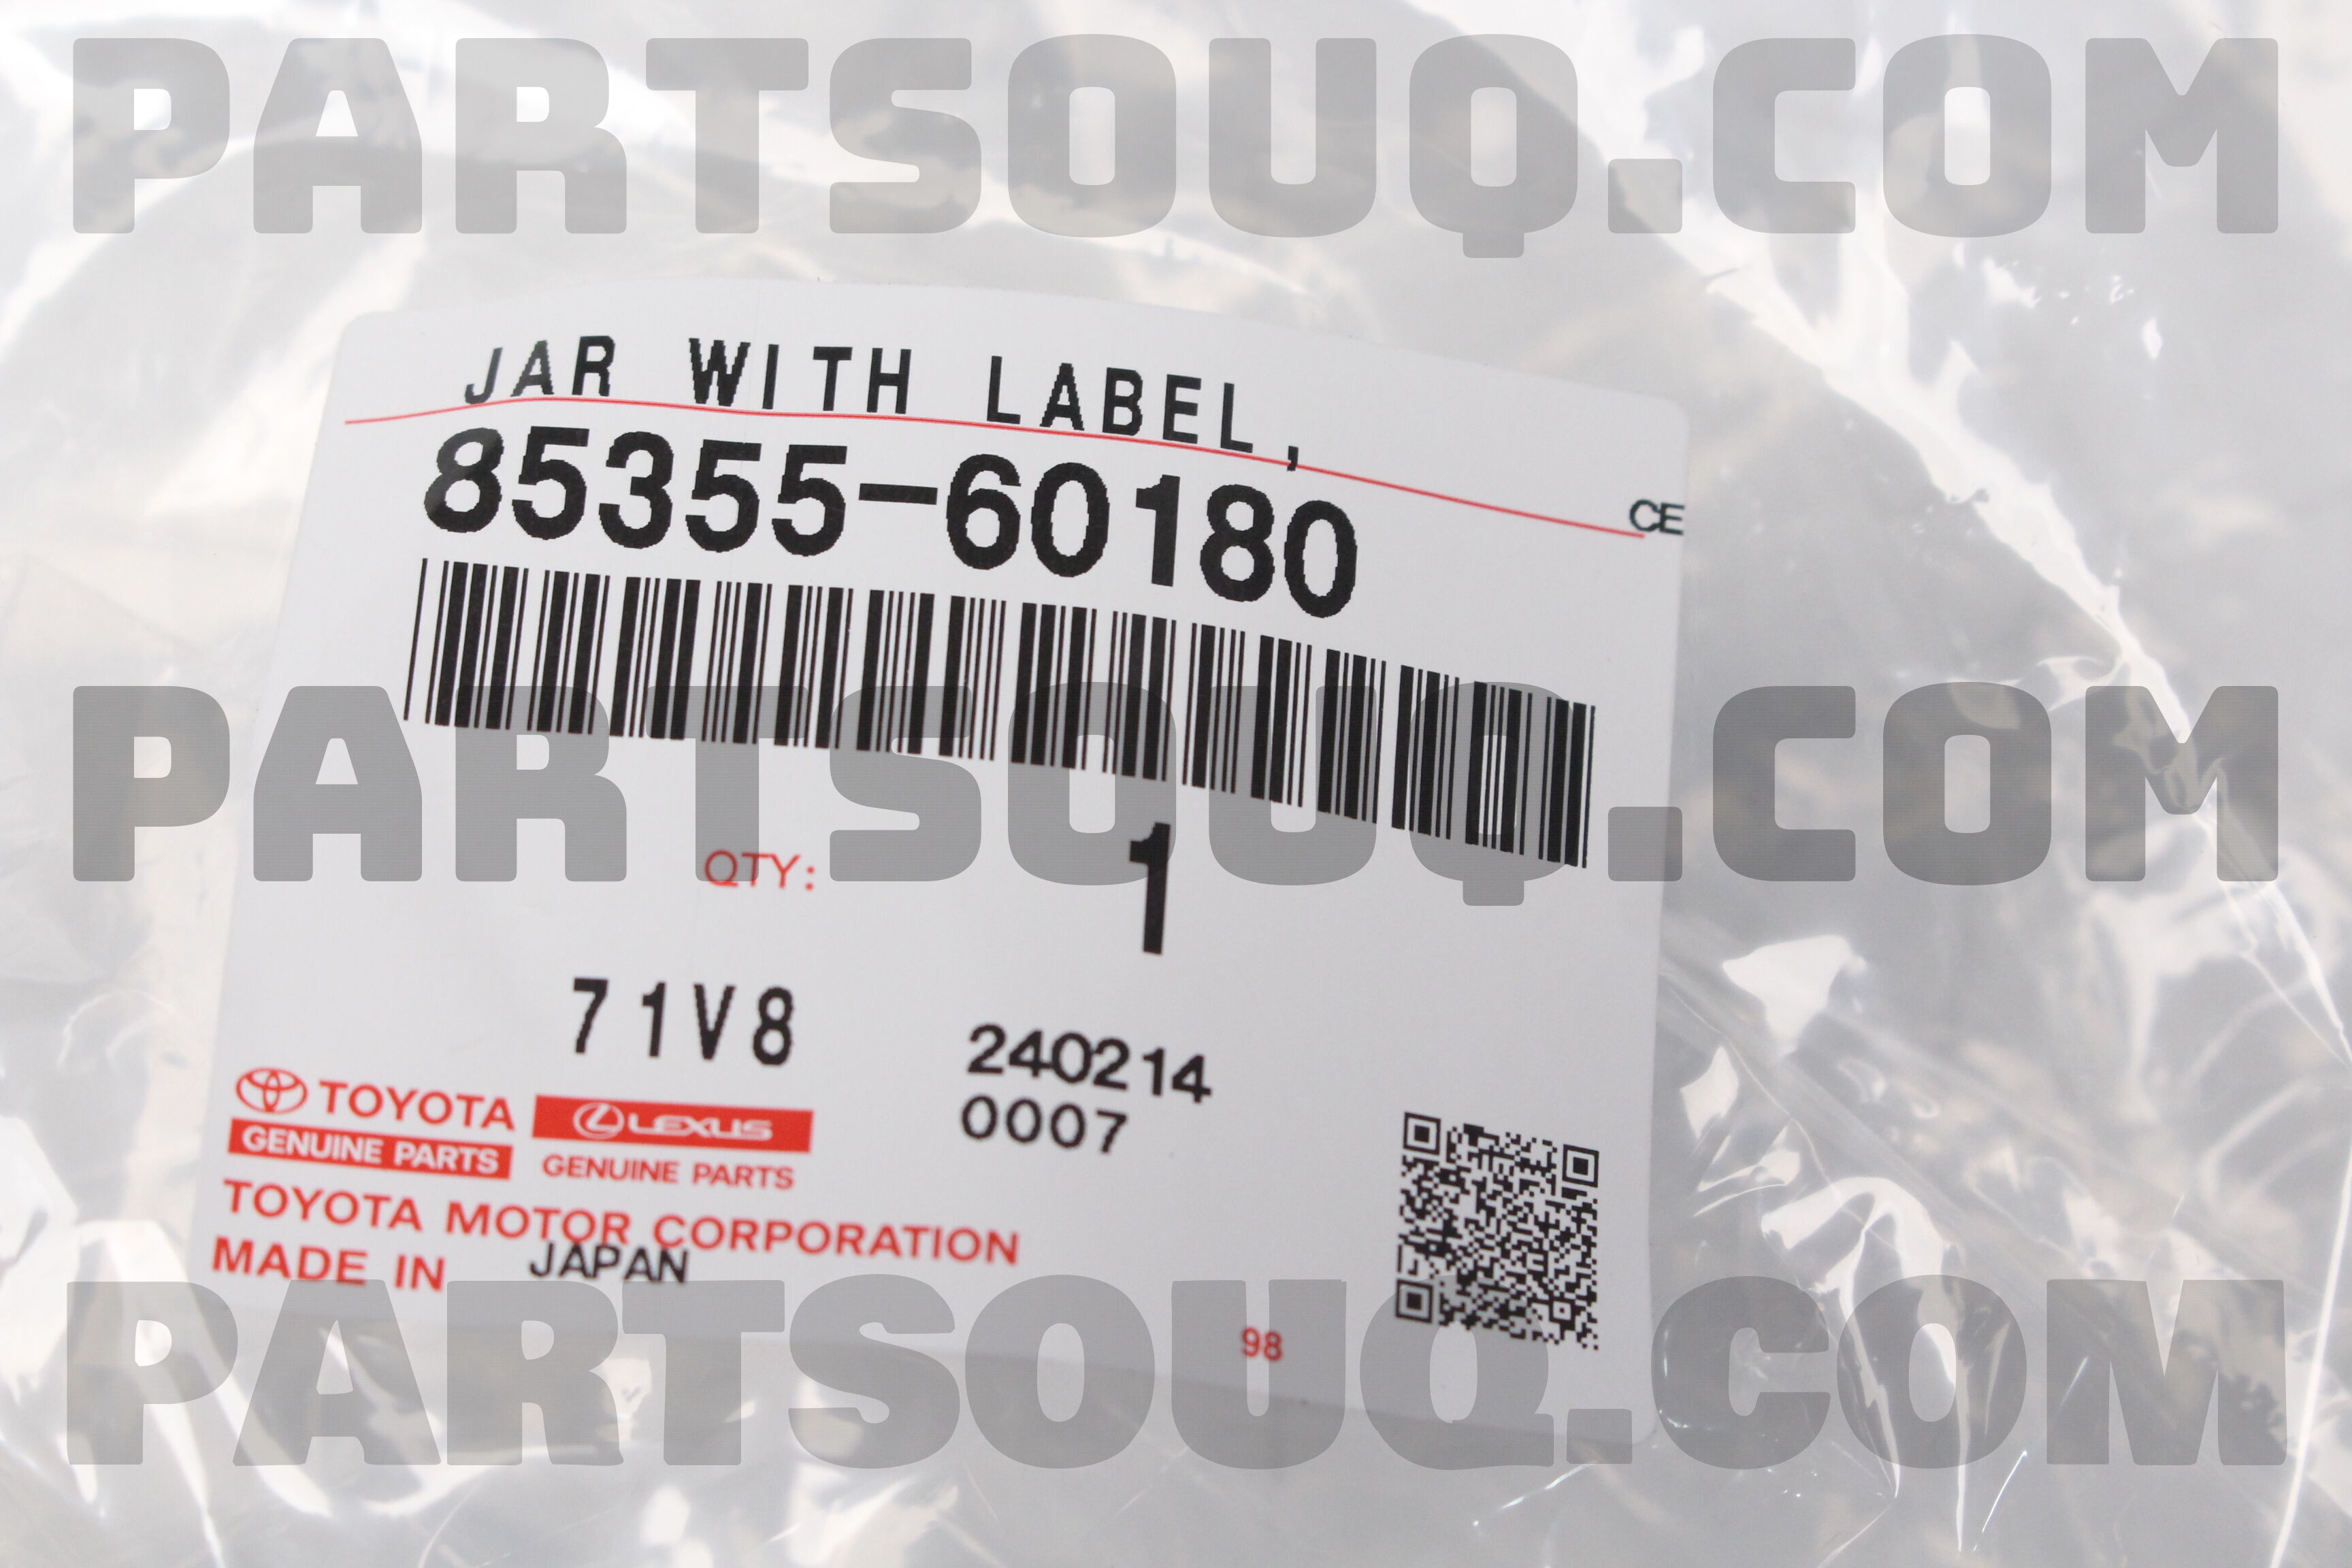 PARTSOUQ.COM
JAR WITH LABEL,
85355-60180
CE
PARTSOUQ.COM
QTY: 1
71V8
240214
0007
TOYOTA
GENUINE PARTS
LEXUS
GENUINE PARTS
TOYOTA MOTOR CORPORATION
MADE IN JAPAN
98
PARTSOUQ.COM